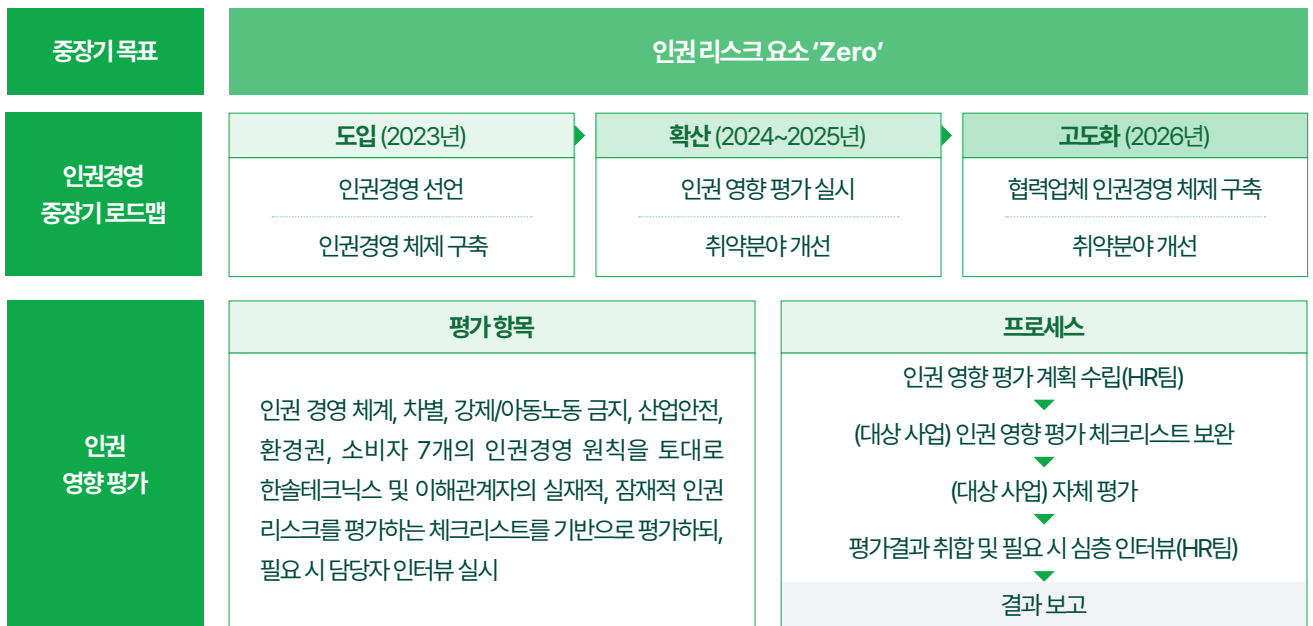 중장기 목표
인권 리스크 요소 ‘Zero’
인권경영
중장기 로드맵
도입 (2023년)
인권경영 선언
인권경영 체제 구축
확산 (2024~2025년)
인권 영향 평가 실시
취약분야 개선
고도화 (2026년)
협력업체 인권경영 체제 구축
취약분야 개선
인권
영향 평가
평가 항목
인권 경영 체계, 차별, 강제/아동노동 금지, 산업안전,
환경권, 소비자 7개의 인권경영 원칙을 토대로
한솔테크닉스 및 이해관계자의 실재적, 잠재적 인권
리스크를 평가하는 체크리스트를 기반으로 평가하되,
필요 시 담당자 인터뷰 실시
프로세스
인권 영향 평가 계획 수립(HR팀)
(대상 사업) 인권 영향 평가 체크리스트 보완
(대상 사업) 자체 평가
평가결과 취합 및 필요 시 심층 인터뷰(HR팀)
결과 보고